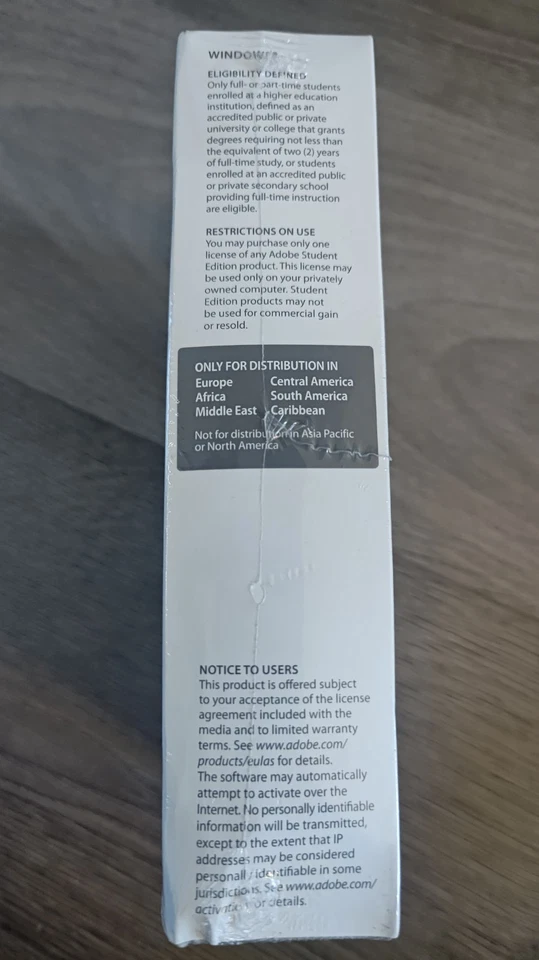 WINDOWS®
ELIGIBILITY DEFINED
Only full- or part-time students
enrolled at a higher education
institution, defined as an
accredited public or private
university or college that grants
degrees requiring not less than
the equivalent of two (2) years
of full-time study, or students
enrolled at an accredited public
or private secondary school
providing full-time instruction
are eligible.
RESTRICTIONS ON USE
You may purchase only one
license of any Adobe Student
Edition product. This license may
be used only on your privately
owned computer. Student
Edition products may not
be used for commercial gain
or resold.
ONLY FOR DISTRIBUTION IN
Europe Central America
Africa South America
Middle East Caribbean
Not for distribution in Asia Pacific
or North America
NOTICE TO USERS
This product is offered subject
to your acceptance of the license
agreement included with the
media and to limited warranty
terms. See www.adobe.com/
products/eulas for details.
The software may automatically
attempt to activate over the
Internet. No personally identifiable
information will be transmitted,
except to the extent that IP
addresses may be considered
personally identifiable in some
jurisdictions. See www.adobe.com/
activation for details.